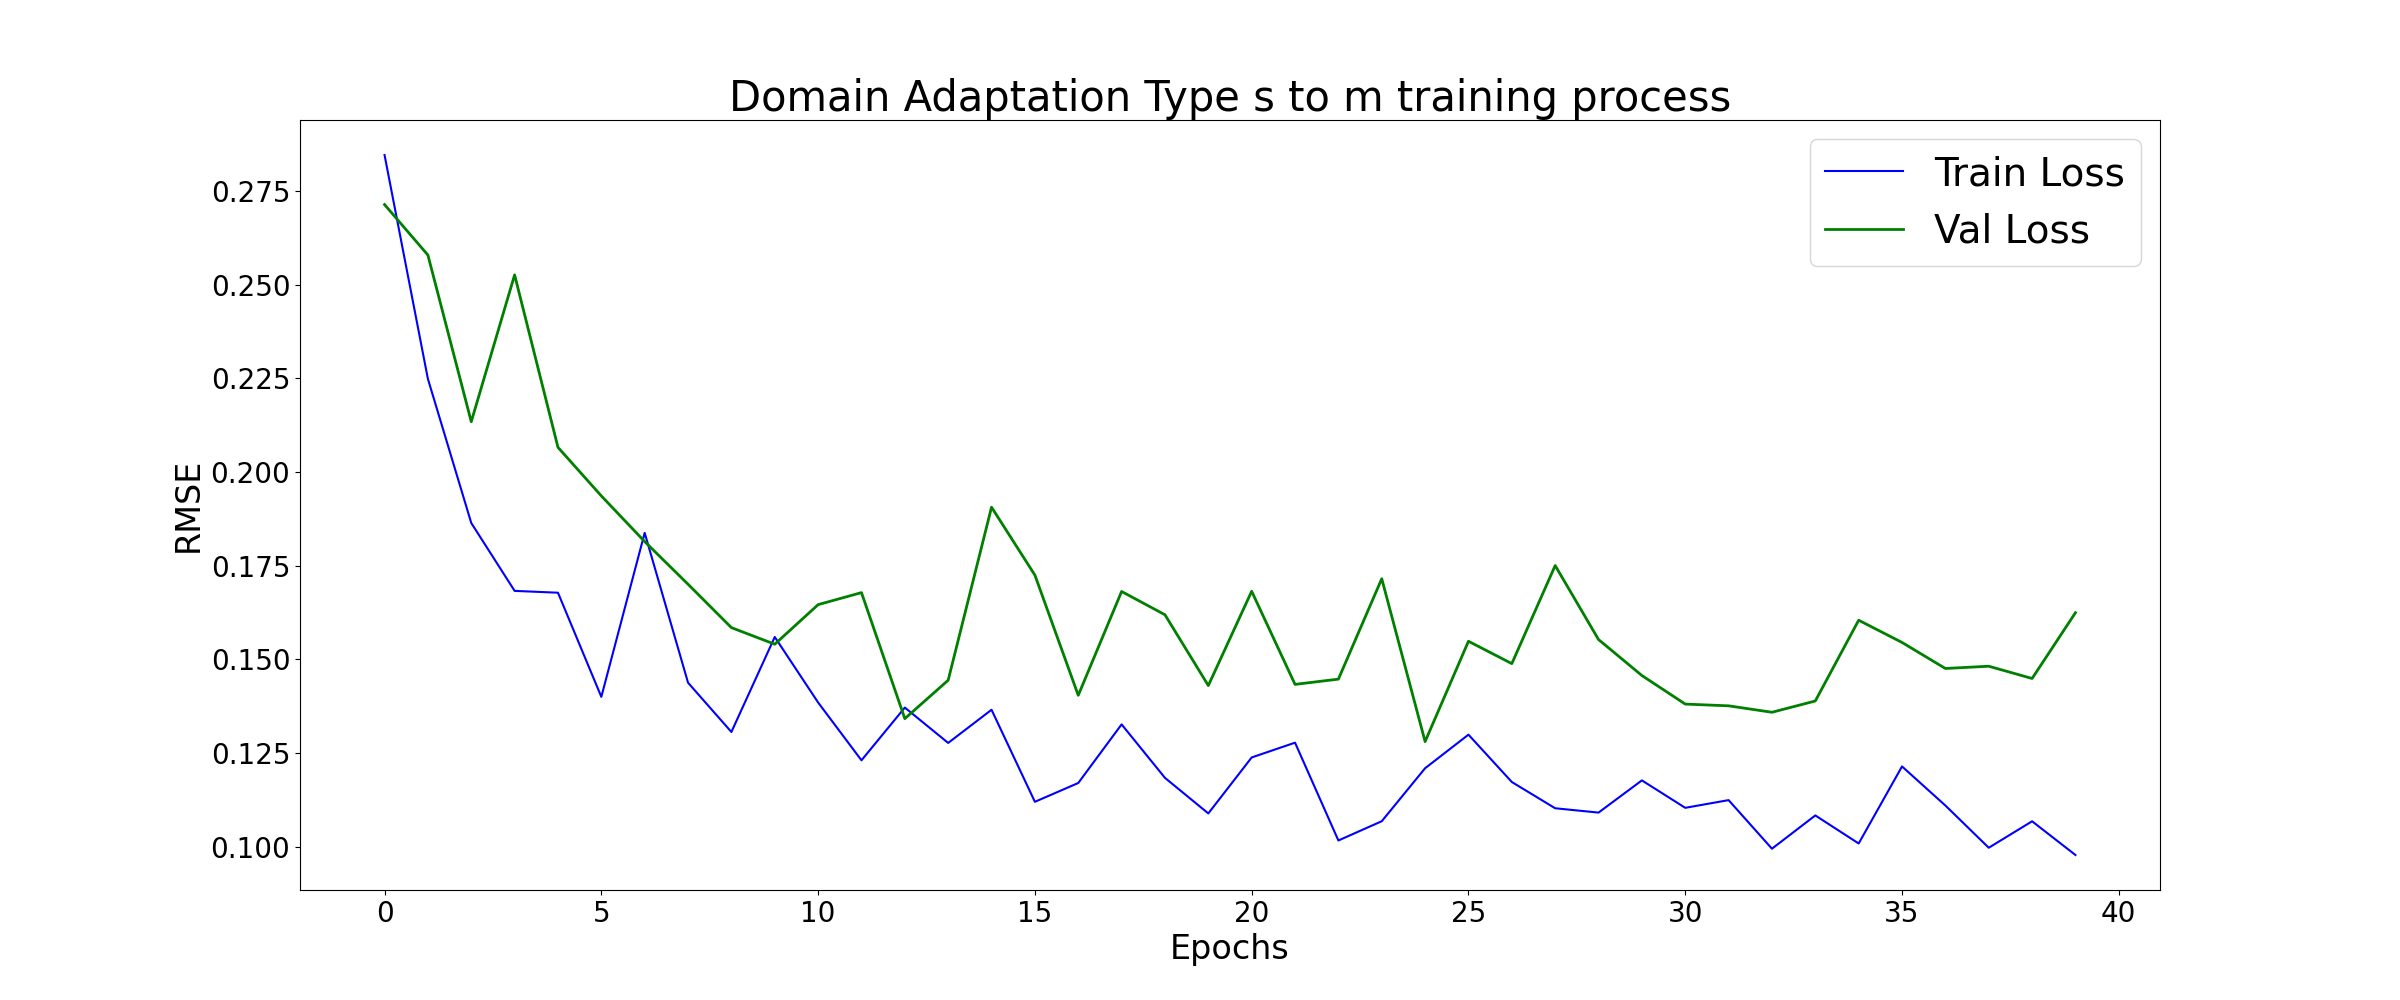 Domain Adaptation Type s to m training process
Train Loss
Val Loss
0.275
0.250
0.225
0.200
0.175
0.150
0.125
0.100
RMSE
0 5 10 15 20 25 30 35 40
Epochs